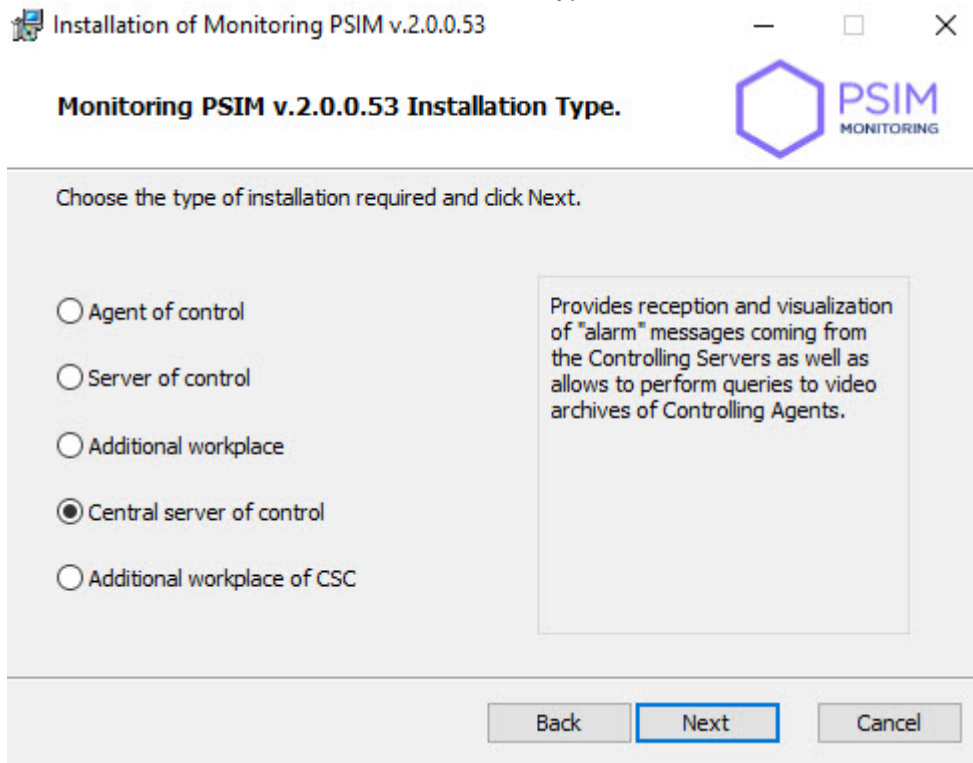 Installation of Monitoring PSIM v.2.0.0.53
Monitoring PSIM v.2.0.0.53 Installation Type.
PSIM
MONITORING
Choose the type of installation required and click Next.
Agent of control
Server of control
Additional workplace
Central server of control
Additional workplace of CSC
Provides reception and visualization
of "alarm" messages coming from
the Controlling Servers as well as
allows to perform queries to video
archives of Controlling Agents.
Back
Next
Cancel